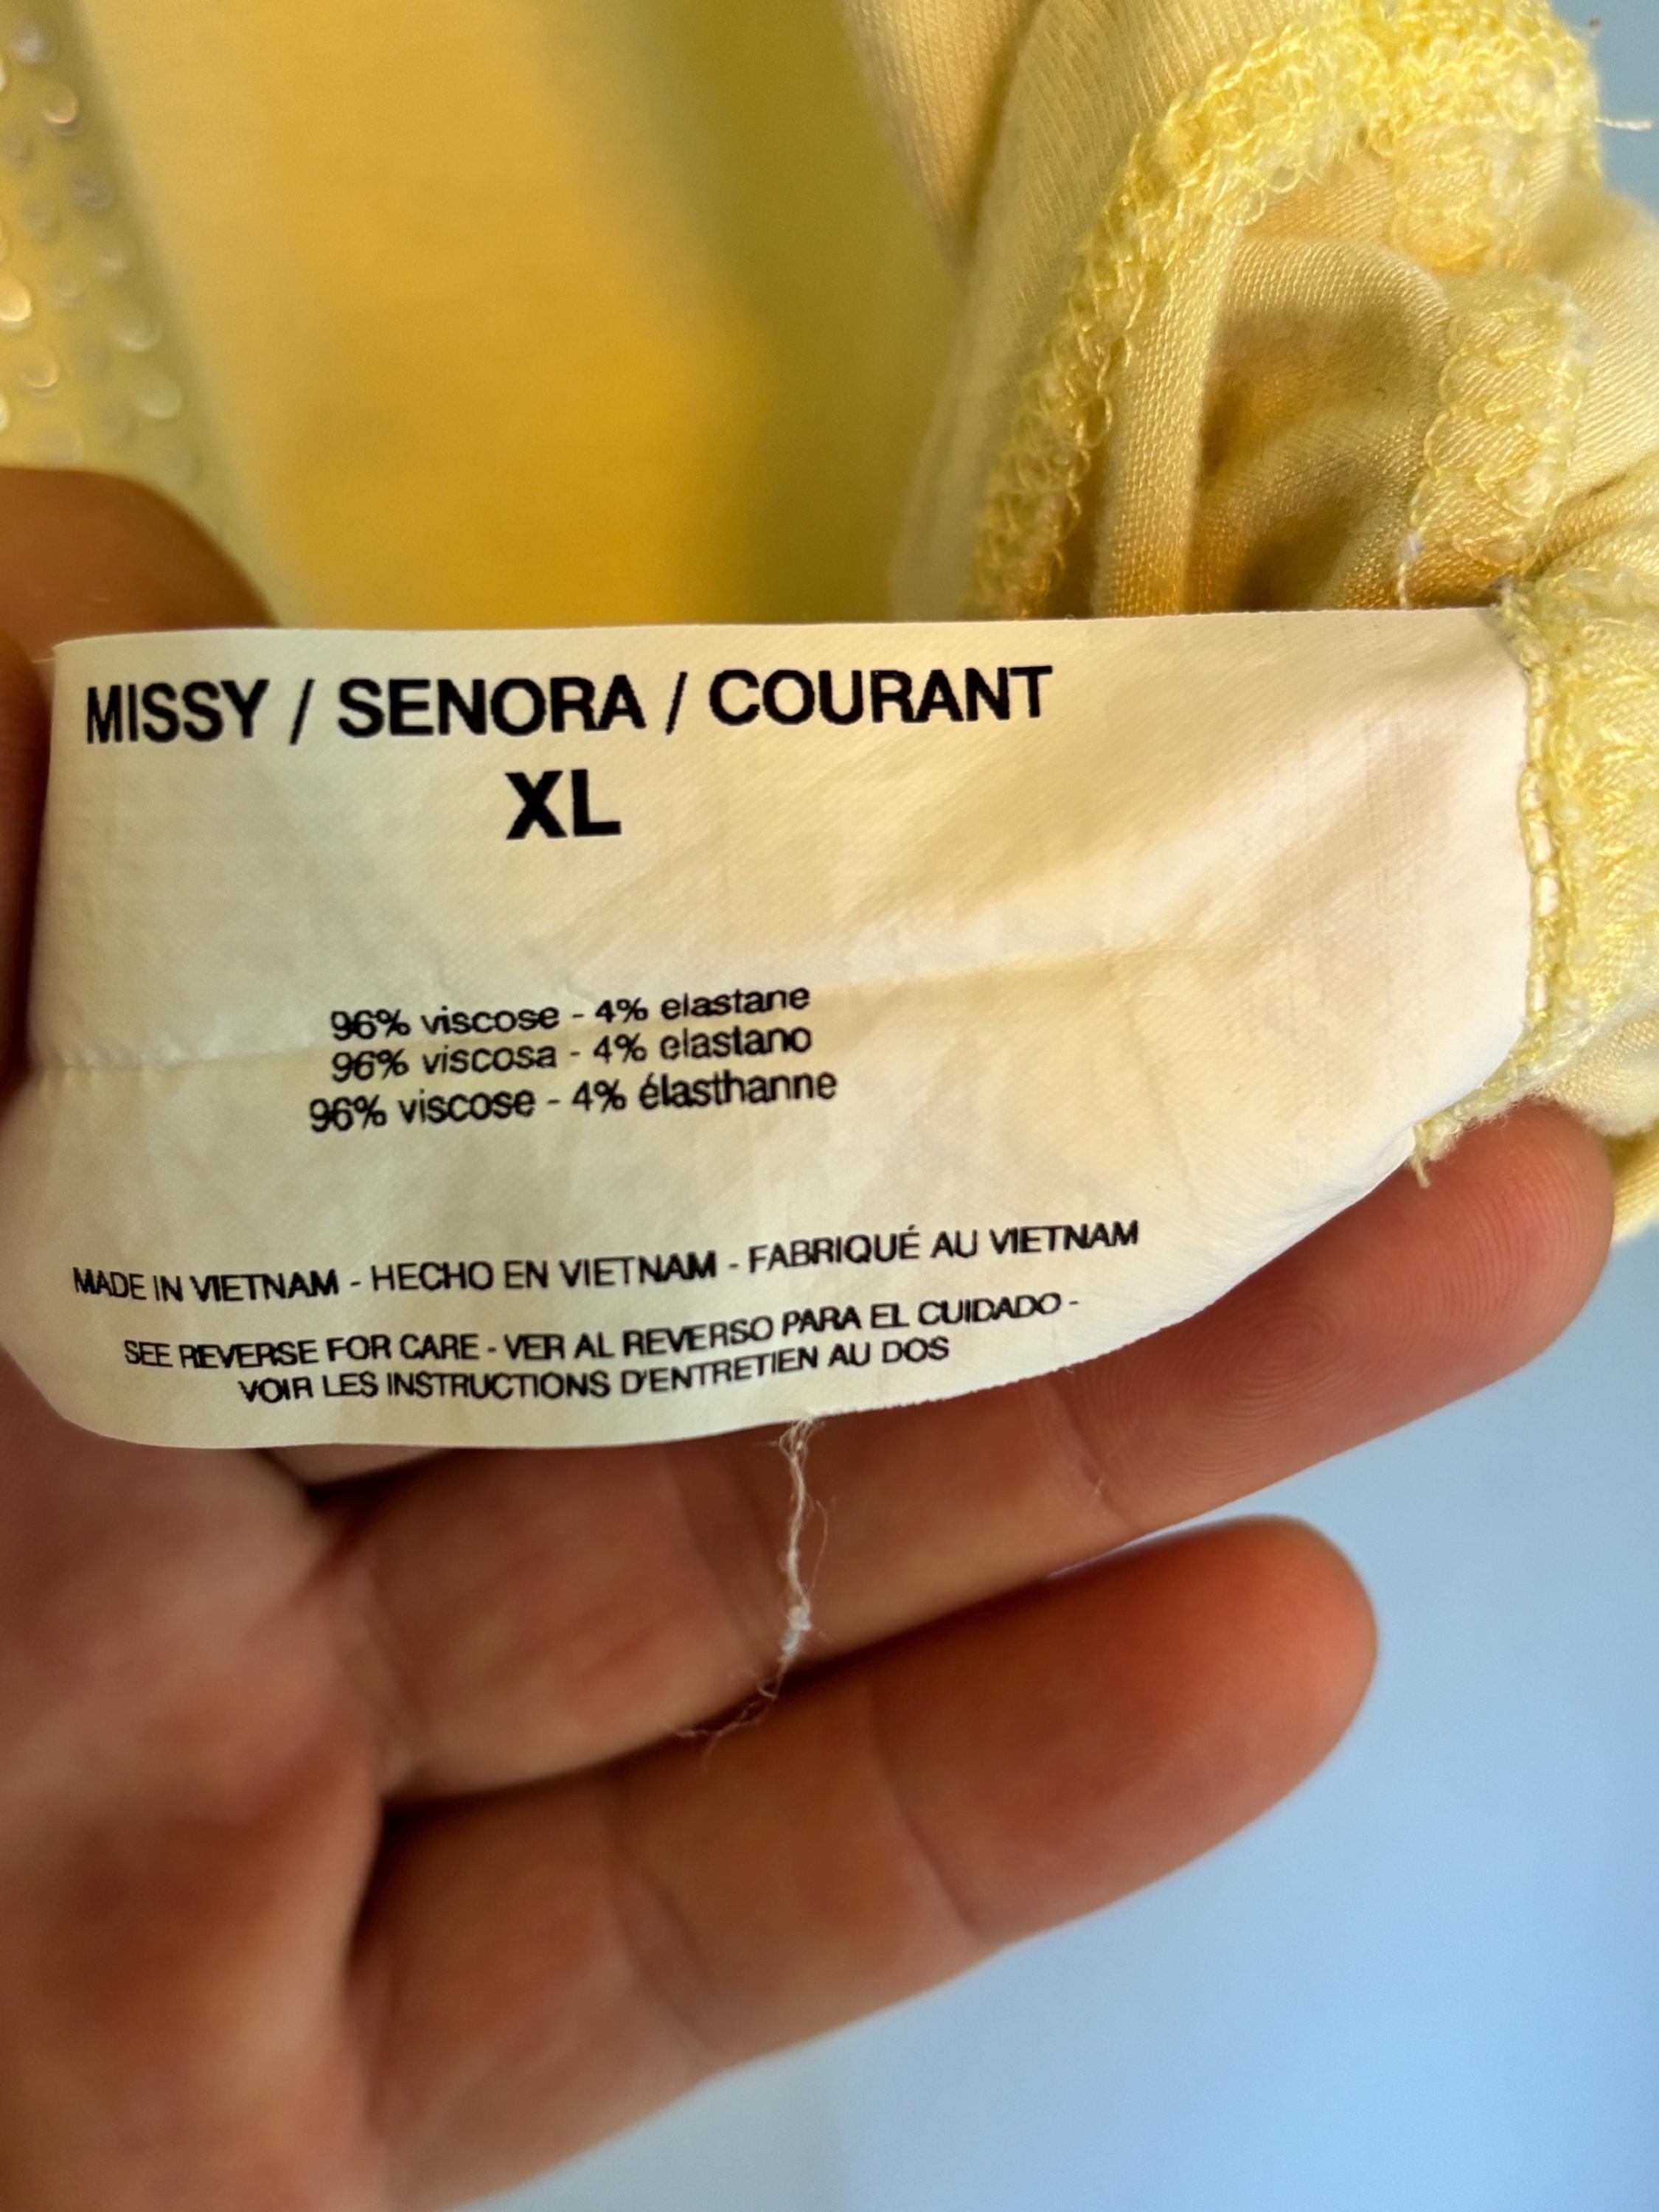 MISSY / SENORA / COURANT
XL
96% viscose - 4% elastane
96% viscosa - 4% elastano
96% viscose - 4% élasthanne
MADE IN VIETNAM - HECHO EN VIETNAM - FABRIQUÉ AU VIETNAM
SEE REVERSE FOR CARE - VER AL REVERSO PARA EL CUIDADO -
VOIR LES INSTRUCTIONS D'ENTRETIEN AU DOS